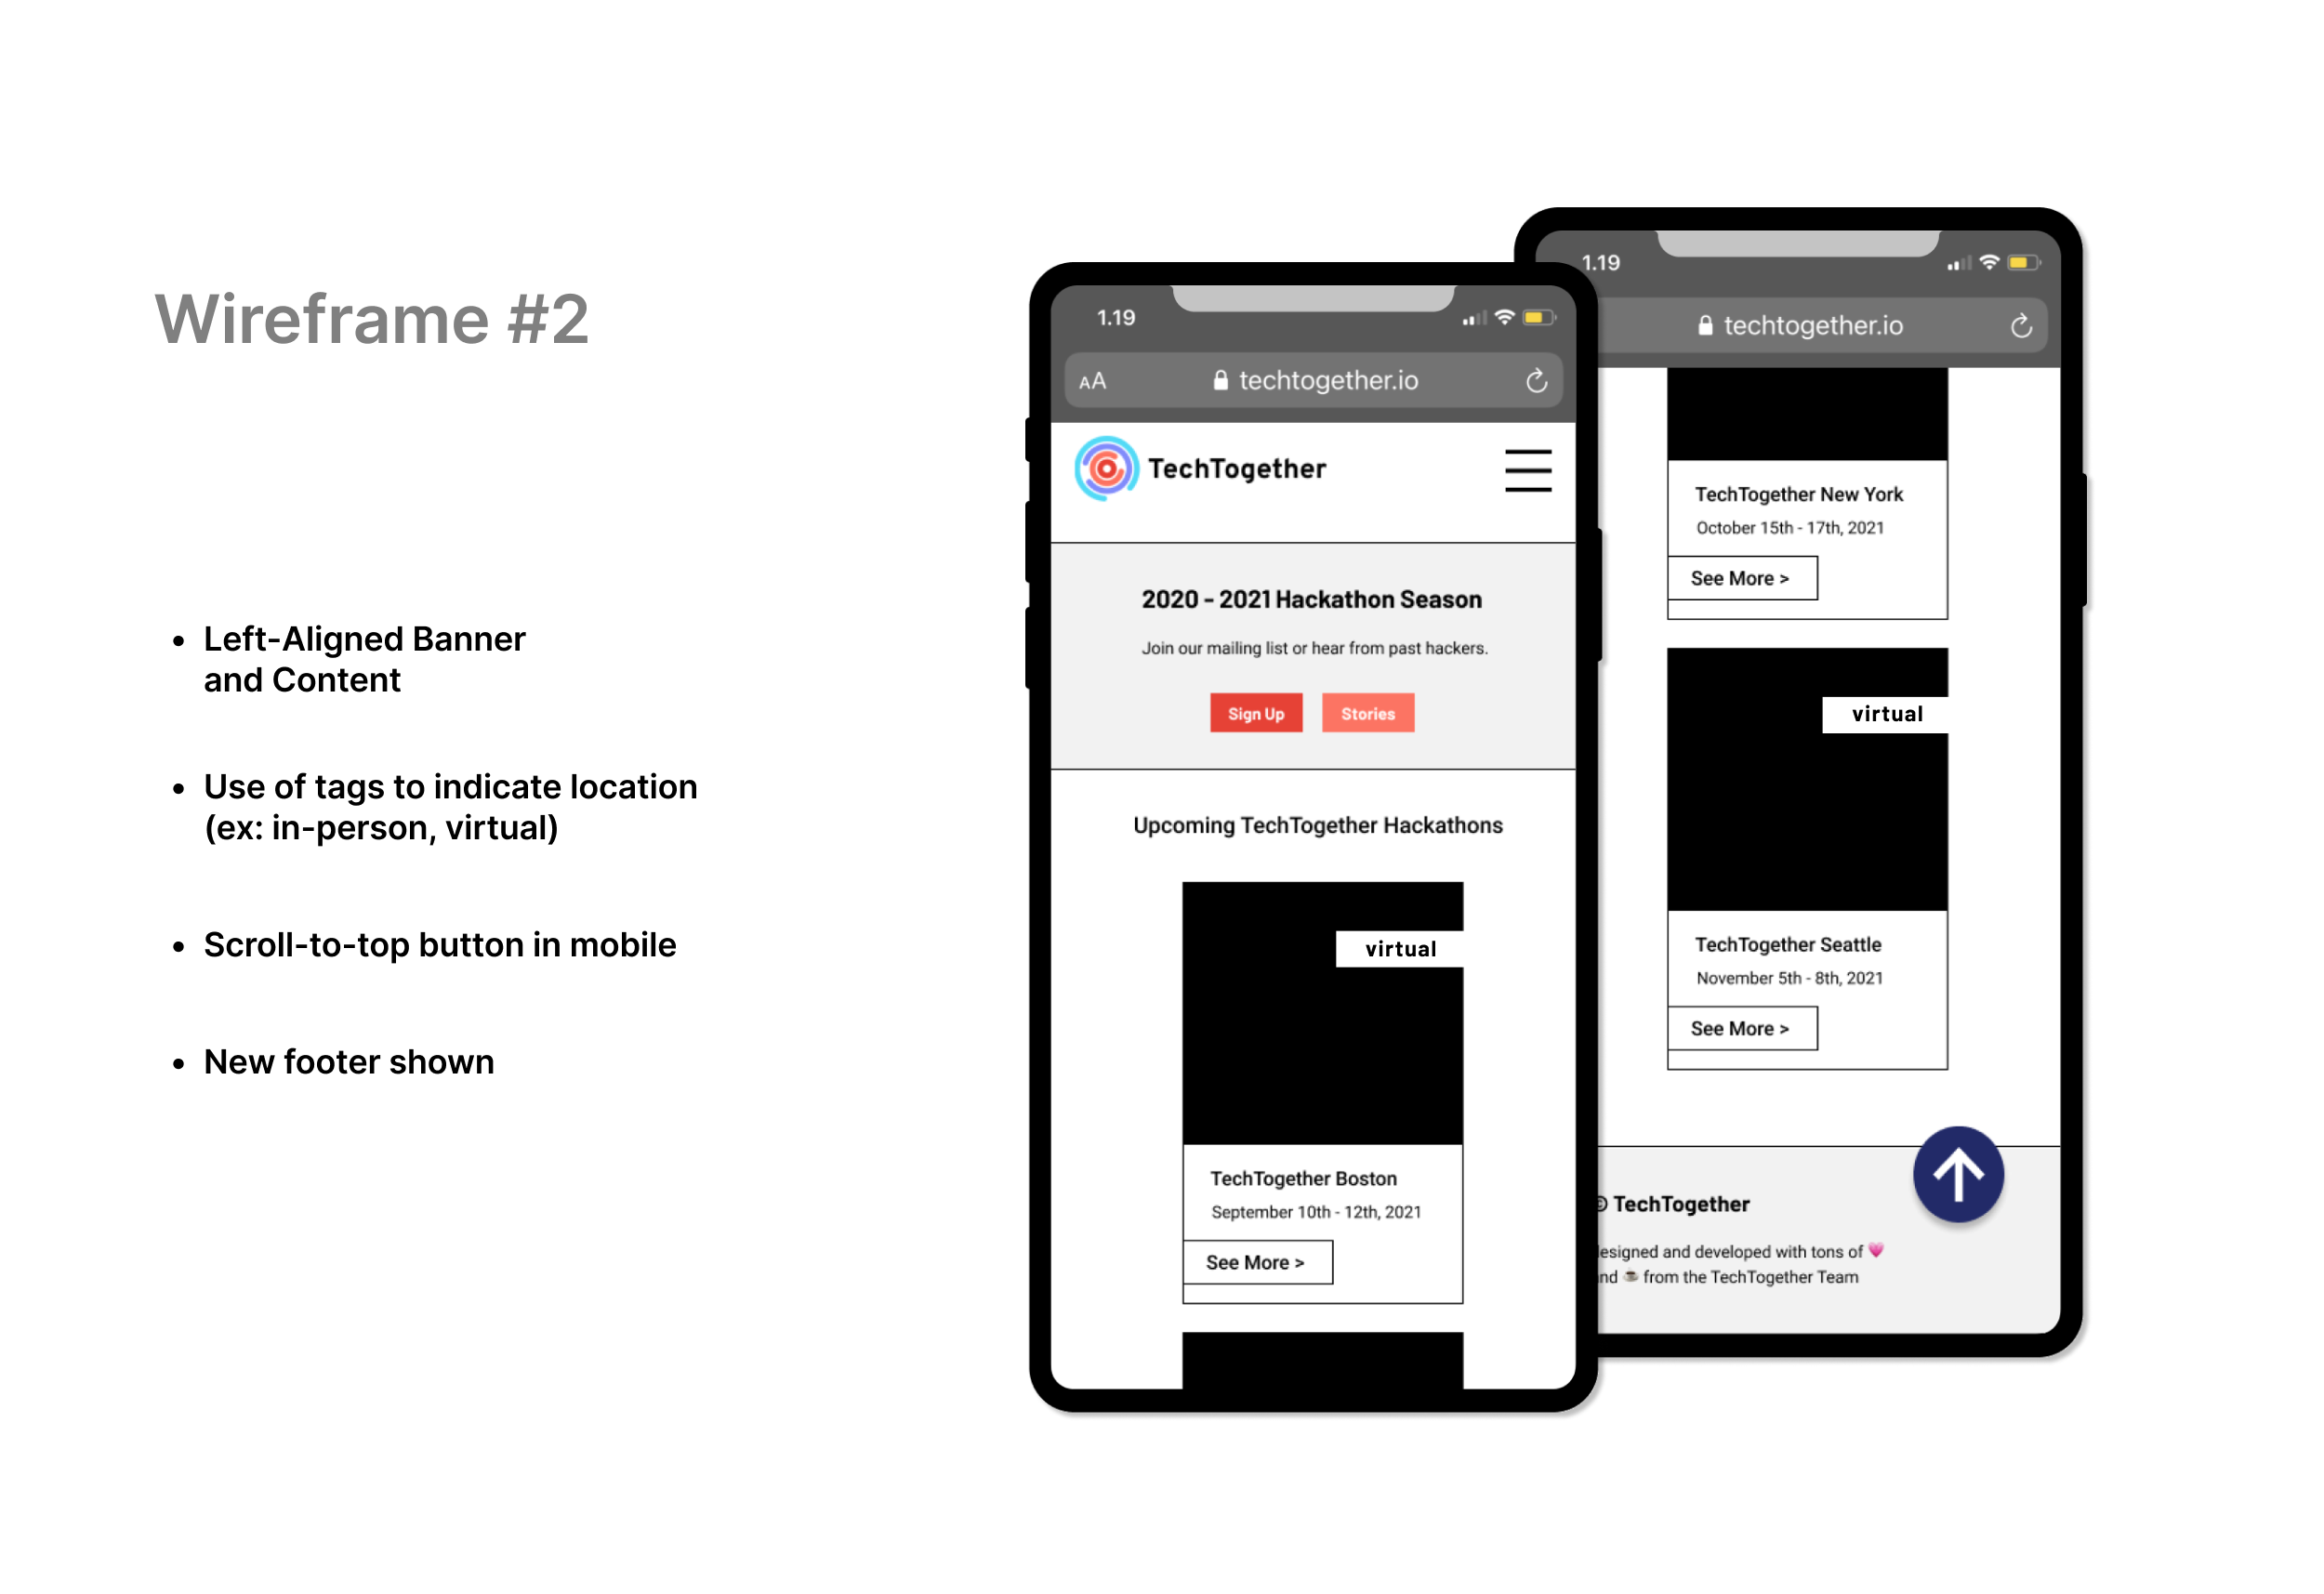 Wireframe #2
• Left-Aligned Banner
and Content
• Use of tags to indicate location
(ex: in-person, virtual)
• Scroll-to-top button in mobile
• New footer shown
1.19
AA techtogether.io
TechTogether
2020 - 2021 Hackathon Season
Join our mailing list or hear from past hackers.
Sign Up Stories
Upcoming TechTogether Hackathons
virtual
TechTogether Boston
September 10th - 12th, 2021
See More >
1.19
techtogether.io
TechTogether New York
October 15th - 17th, 2021
See More >
virtual
TechTogether Seattle
November 5th - 8th, 2021
See More >
© TechTogether
esigned and developed with tons of 💗
nd ☕ from the TechTogether Team